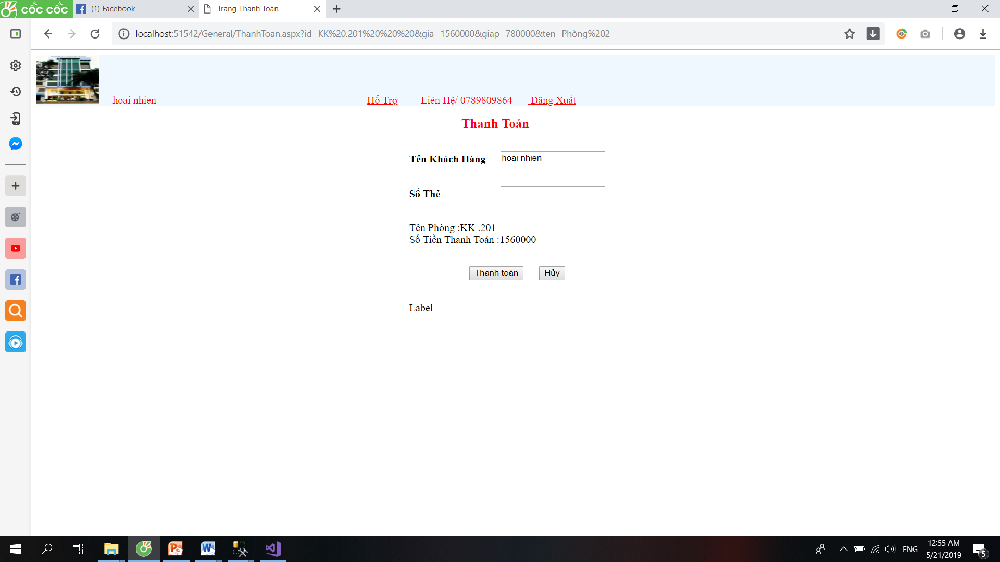 cốc cốc
(1) Facebook
Trang Thanh Toán
localhost:51542/General/ThanhToan.aspx?id=KK%20.201%20%20%20&gia=1560000&giap=780000&ten=Phòng%202
hoai nhien
Hỗ Trợ
Liên Hệ/ 0789809864
Đăng Xuất
Thanh Toán
Tên Khách Hàng
hoai nhien
Số Thẻ
Tên Phòng :KK .201
Số Tiền Thanh Toán :1560000
Thanh toán
Hủy
Label
ENG
12:55 AM
5/21/2019
5